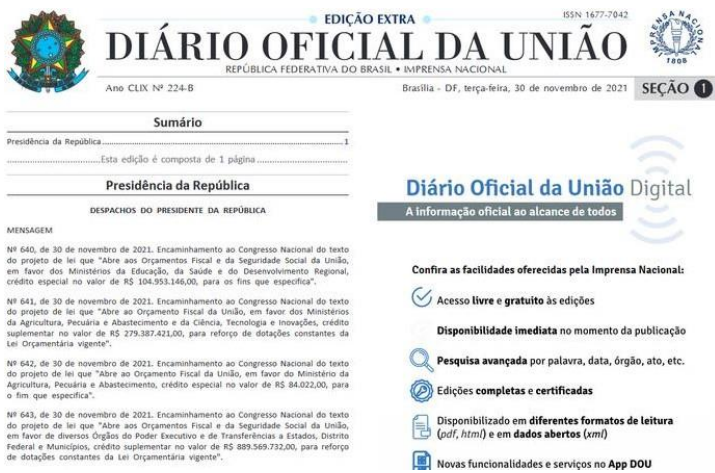 EDIÇÃO EXTRA
ISSN 1677-7042
DIÁRIO OFICIAL DA UNIÃO
REPÚBLICA FEDERATIVA DO BRASIL • IMPRENSA NACIONAL
IMPRENSA NACIONAL
1808
Ano CLIX Nº 224-B
Brasília - DF, terça-feira, 30 de novembro de 2021
SEÇÃO 1
Sumário
Presidência da República..........................................................................1
................................Esta edição é composta de 1 página................................
Presidência da República
DESPACHOS DO PRESIDENTE DA REPÚBLICA
MENSAGEM
Nº 640, de 30 de novembro de 2021. Encaminhamento ao Congresso Nacional do texto
do projeto de lei que "Abre aos Orçamentos Fiscal e da Seguridade Social da União,
em favor dos Ministérios da Educação, da Saúde e do Desenvolvimento Regional,
crédito especial no valor de R$ 104.953.146,00, para os fins que especifica".
Nº 641, de 30 de novembro de 2021. Encaminhamento ao Congresso Nacional do texto
do projeto de lei que "Abre ao Orçamento Fiscal da União, em favor dos Ministérios
da Agricultura, Pecuária e Abastecimento e da Ciência, Tecnologia e Inovações, crédito
suplementar no valor de R$ 279.387.421,00, para reforço de dotações constantes da
Lei Orçamentária vigente".
Nº 642, de 30 de novembro de 2021. Encaminhamento ao Congresso Nacional do texto
do projeto de lei que "Abre ao Orçamento Fiscal da União, em favor do Ministério da
Agricultura, Pecuária e Abastecimento, crédito especial no valor de R$ 84.022,00, para
o fim que especifica".
Nº 643, de 30 de novembro de 2021. Encaminhamento ao Congresso Nacional do texto
do projeto de lei que "Abre aos Orçamentos Fiscal e da Seguridade Social da União,
em favor de diversos Órgãos do Poder Executivo e de Transferências a Estados, Distrito
Federal e Municípios, crédito suplementar no valor de R$ 889.569.732,00, para reforço
de dotações constantes da Lei Orçamentária vigente".
Diário Oficial da União Digital
A informação oficial ao alcance de todos
Confira as facilidades oferecidas pela Imprensa Nacional:
Acesso livre e gratuito às edições
Disponibilidade imediata no momento da publicação
Pesquisa avançada por palavra, data, órgão, ato, etc.
Edições completas e certificadas
Disponibilizado em diferentes formatos de leitura
(pdf, html) e em dados abertos (xml)
Novas funcionalidades e serviços no App DOU